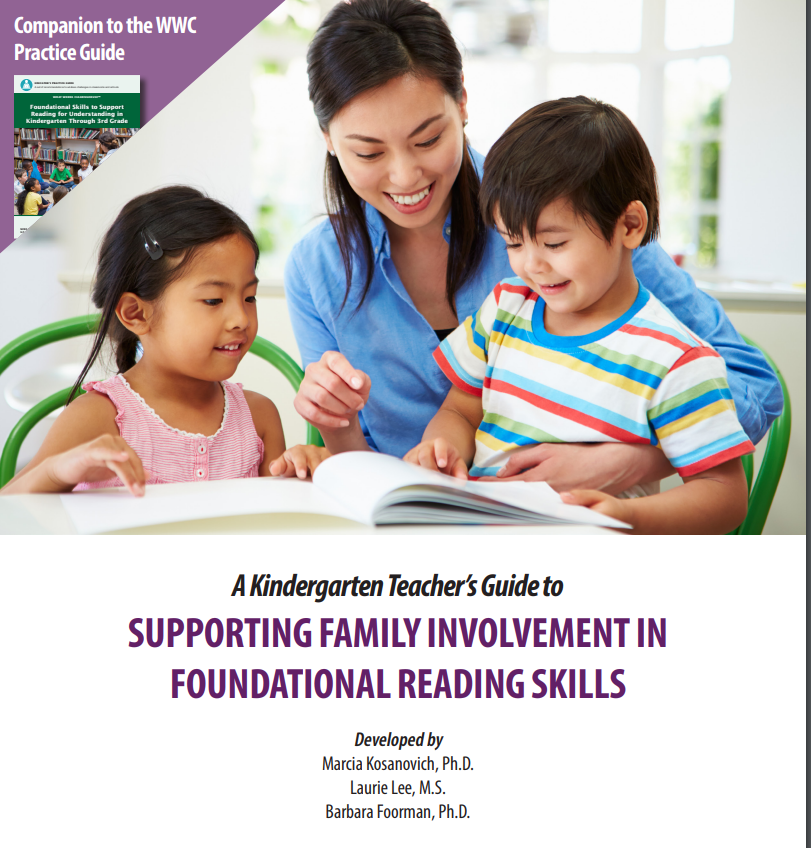 Companion to the WWC
Practice Guide
Foundational Skills to Support
Reading for Understanding in
Kindergarten Through 3rd Grade
A Kindergarten Teacher's Guide to
SUPPORTING FAMILY INVOLVEMENT IN
FOUNDATIONAL READING SKILLS
Developed by
Marcia Kosanovich, Ph.D.
Laurie Lee, M.S.
Barbara Foorman, Ph.D.